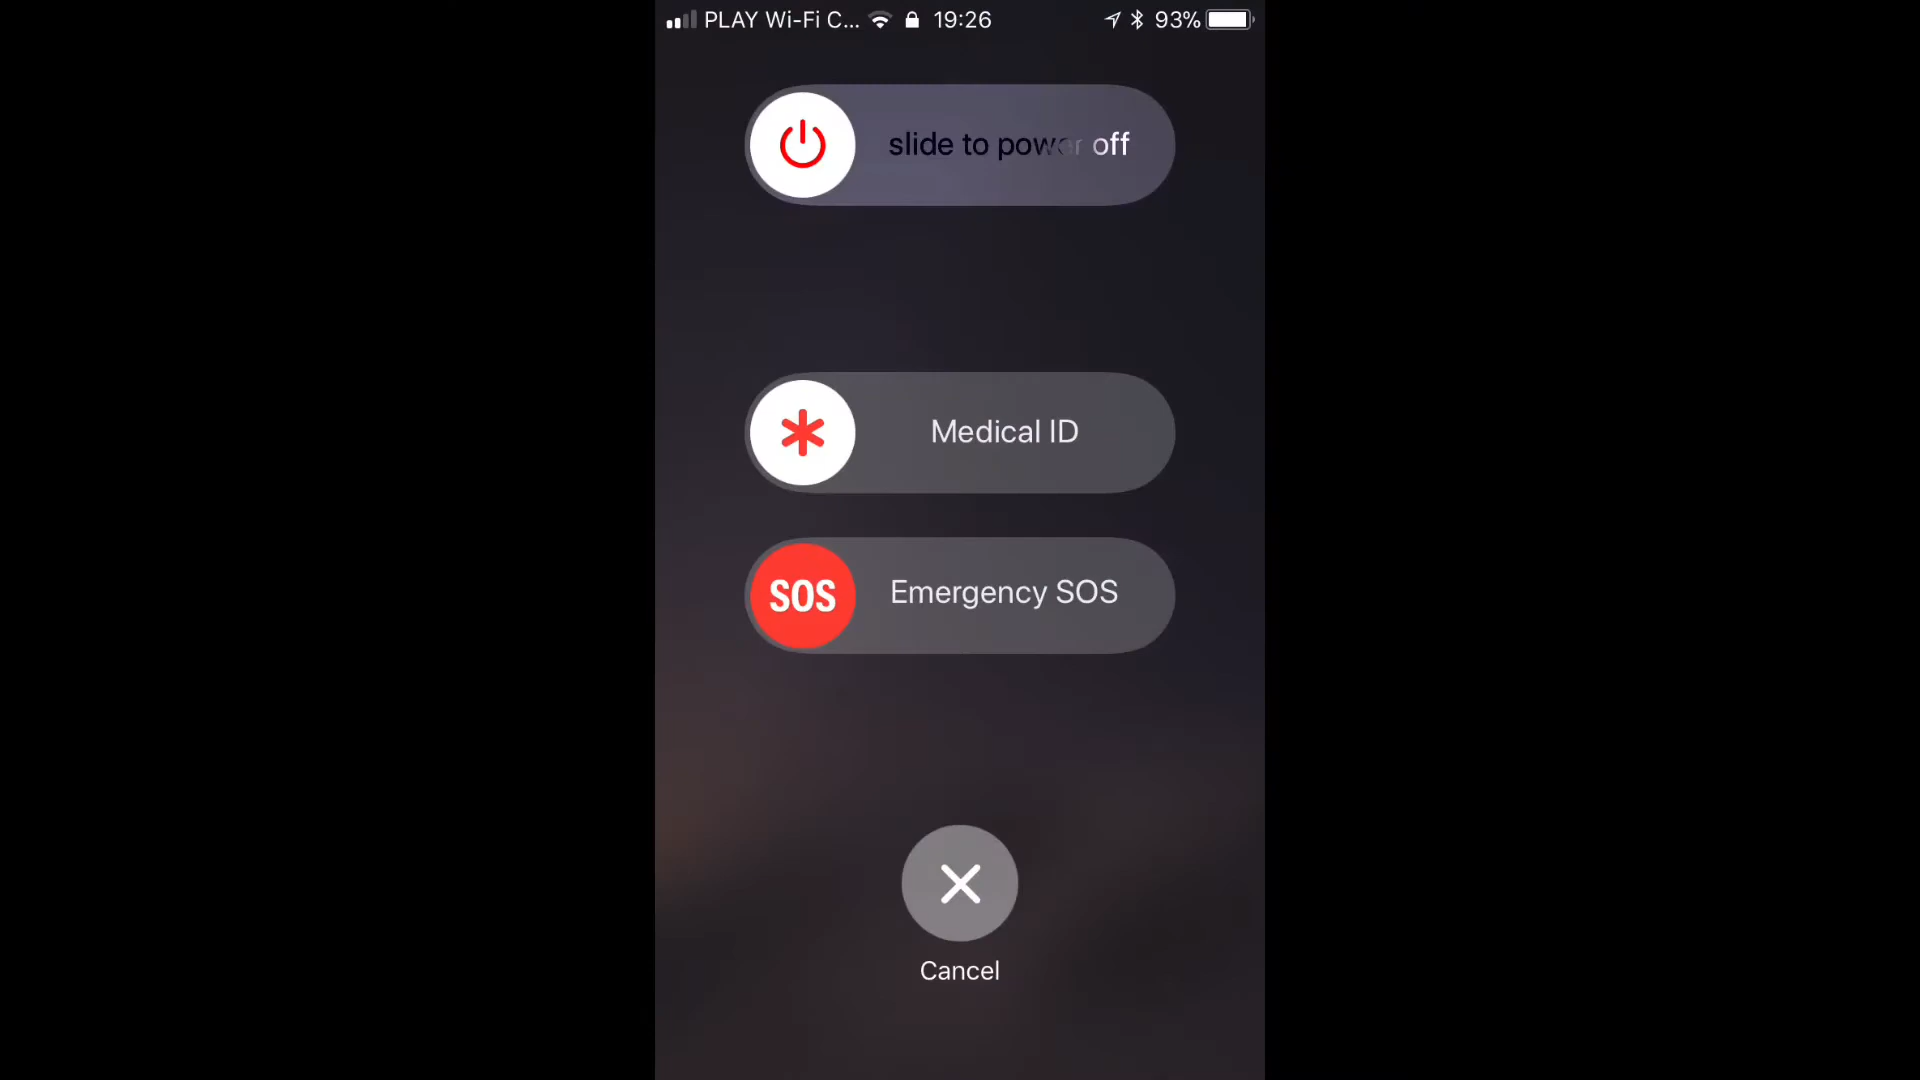 PLAY Wi-Fi C... 19:26 93%
slide to power off
Medical ID
SOS Emergency SOS
Cancel